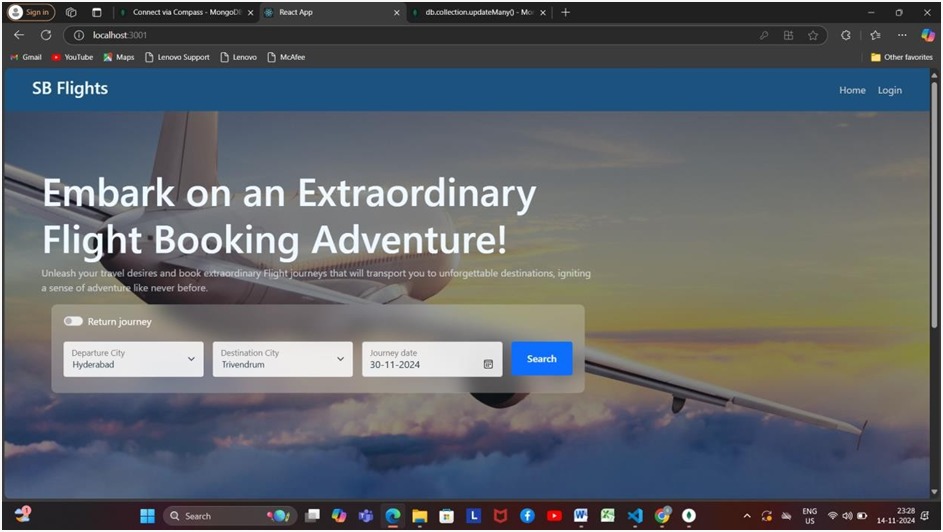 Sign in
Connect via Compass - MongoDB
React App
db.collection.updateMany() - Mo
localhost:3001
Gmail
YouTube
Maps
Lenovo Support
Lenovo
McAfee
Other favorites
SB Flights
Home
Login
Embark on an Extraordinary
Flight Booking Adventure!
Unleash your travel desires and book extraordinary Flight journeys that will transport you to unforgettable destinations, igniting
a sense of adventure like never before.
Return journey
Departure City
Hyderabad
Destination City
Trivendrum
Journey date
30-11-2024
Search
Search
ENG
US
23:28
14-11-2024